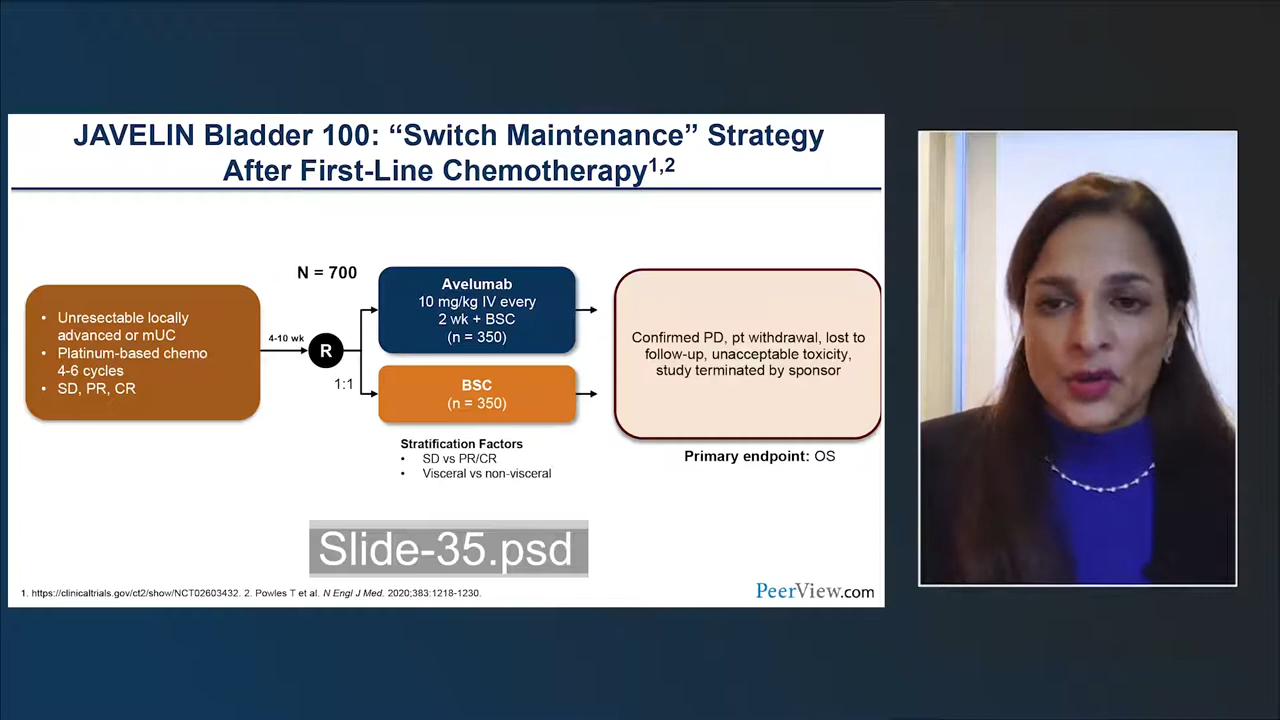 JAVELIN Bladder 100: “Switch Maintenance” Strategy
After First-Line Chemotherapy1,2
N = 700
• Unresectable locally
advanced or mUC
• Platinum-based chemo
4-6 cycles
• SD, PR, CR
4-10 wk
R
1:1
Avelumab
10 mg/kg IV every
2 wk + BSC
(n = 350)
BSC
(n = 350)
Stratification Factors
• SD vs PR/CR
• Visceral vs non-visceral
Confirmed PD, pt withdrawal, lost to
follow-up, unacceptable toxicity,
study terminated by sponsor
Primary endpoint: OS
Slide-35.psd
1. https://clinicaltrials.gov/ct2/show/NCT02603432. 2. Powles T et al. N Engl J Med. 2020;383:1218-1230.
PeerView.com